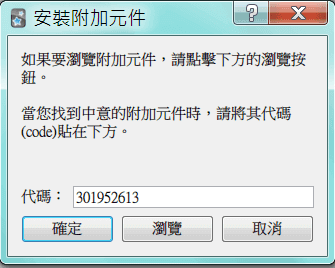 安裝附加元件
如果要瀏覽附加元件，請點擊下方的瀏覽按
鈕。
當您找到中意的附加元件時，請將其代碼
(code)貼在下方。
代碼： 301952613
確定 瀏覽 取消